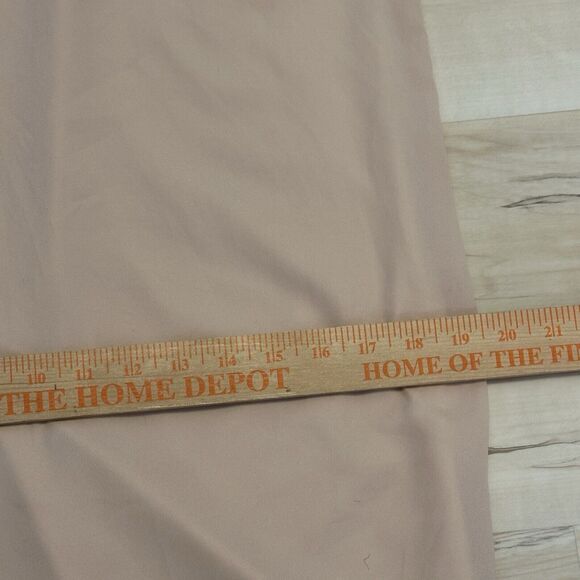 10 11 12 13 14 15 16 17 18 19 20 21
THE HOME DEPOT HOME OF THE FI